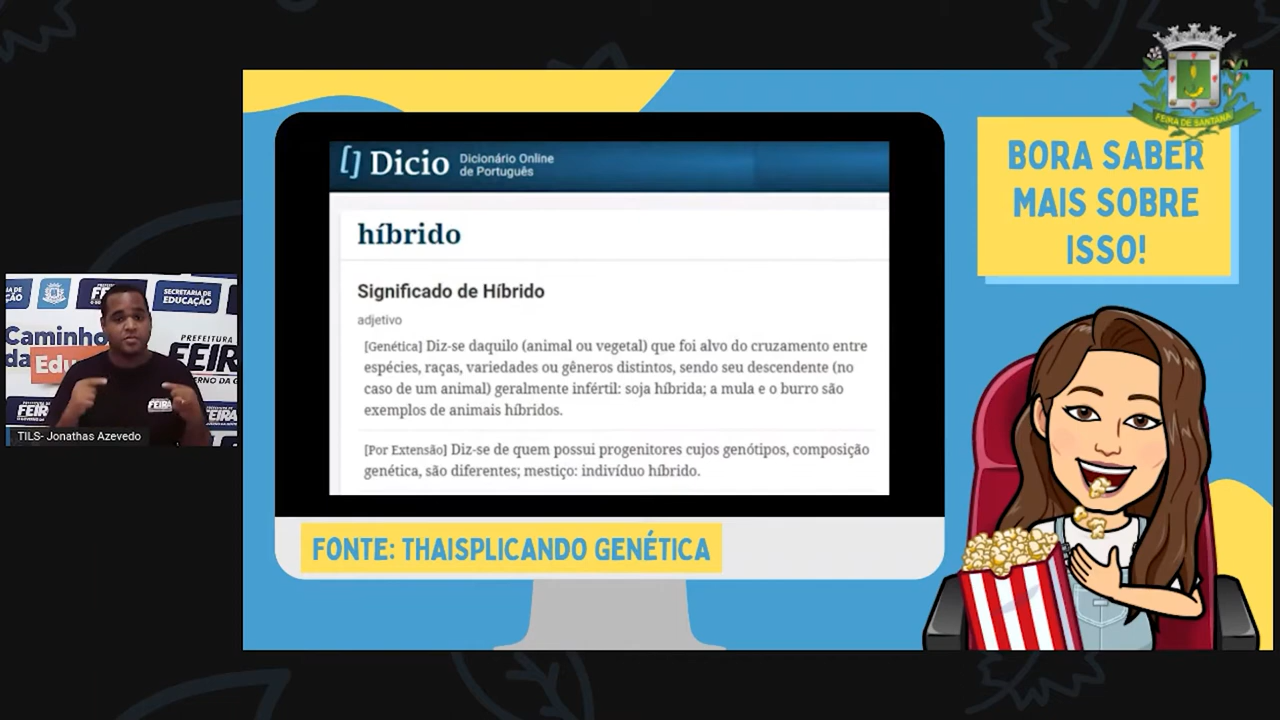 FEIRA DE SANTANA
BORA SABER
MAIS SOBRE
ISSO!
Dicio Dicionário Online
de Português
híbrido
Significado de Híbrido
adjetivo
[Genética] Diz-se daquilo (animal ou vegetal) que foi alvo do cruzamento entre
espécies, raças, variedades ou gêneros distintos, sendo seu descendente (no
caso de um animal) geralmente infértil: soja híbrida; a mula e o burro são
exemplos de animais híbridos.
[Por Extensão] Diz-se de quem possui progenitores cujos genótipos, composição
genética, são diferentes; mestiço: indivíduo híbrido.
FONTE: THAISPLICANDO GENÉTICA
SECRETARIA DE
EDUCAÇÃO
Caminho
da Edu
PREFEITURA
FEIRA
TILS- Jonathas Azevedo